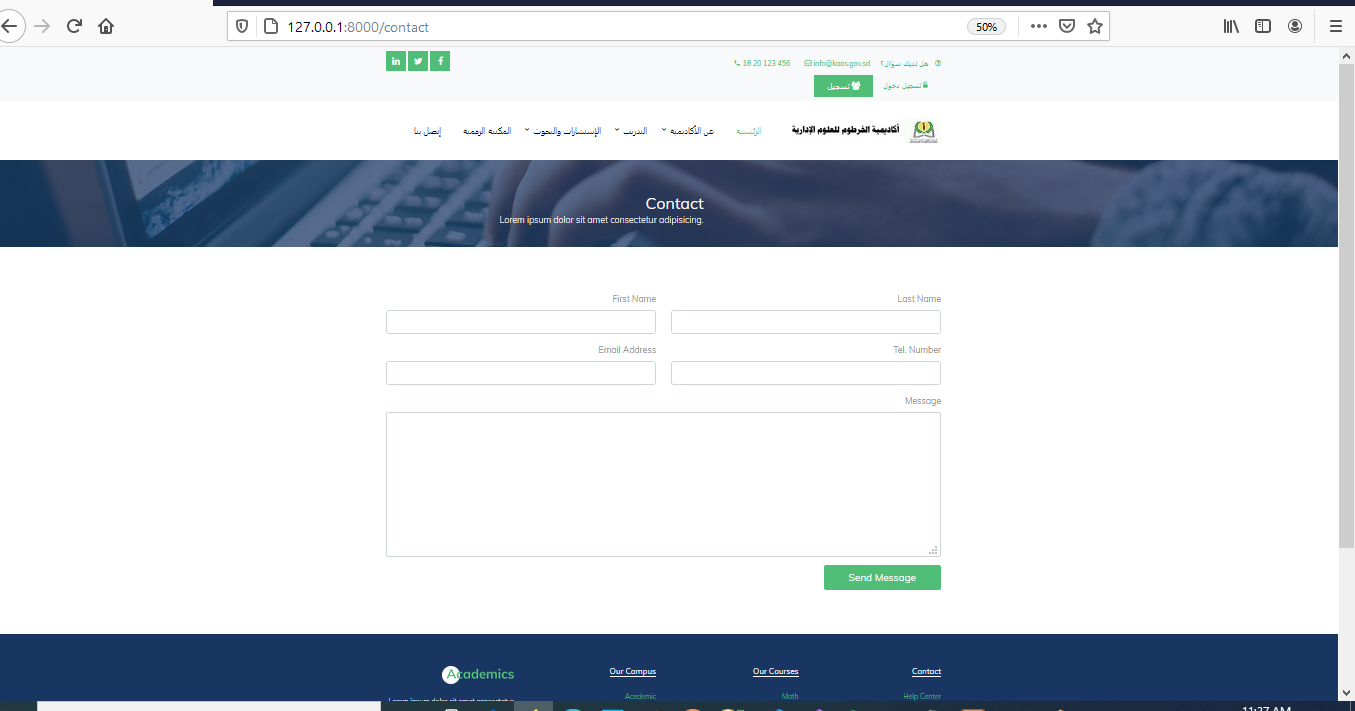 127.0.0.1:8000/contact
50%
هل لديك سؤال؟ info@kaas.gov.sd 18 20 123 456
تسجيل دخول تسجيل
أكاديمية الخرطوم للعلوم الإدارية
الرئيسية عن الأكاديمية التدريب الإستشارات والبحوث المكتبة الرقمية إتصل بنا
Contact
Lorem ipsum dolor sit amet consectetur adipisicing.
First Name Last Name
Email Address Tel. Number
Message
Send Message
Academics Our Campus Our Courses Contact
Lorem ipsum dolor sit amet consectetur Acedemic Math Help Center
11:27 AM